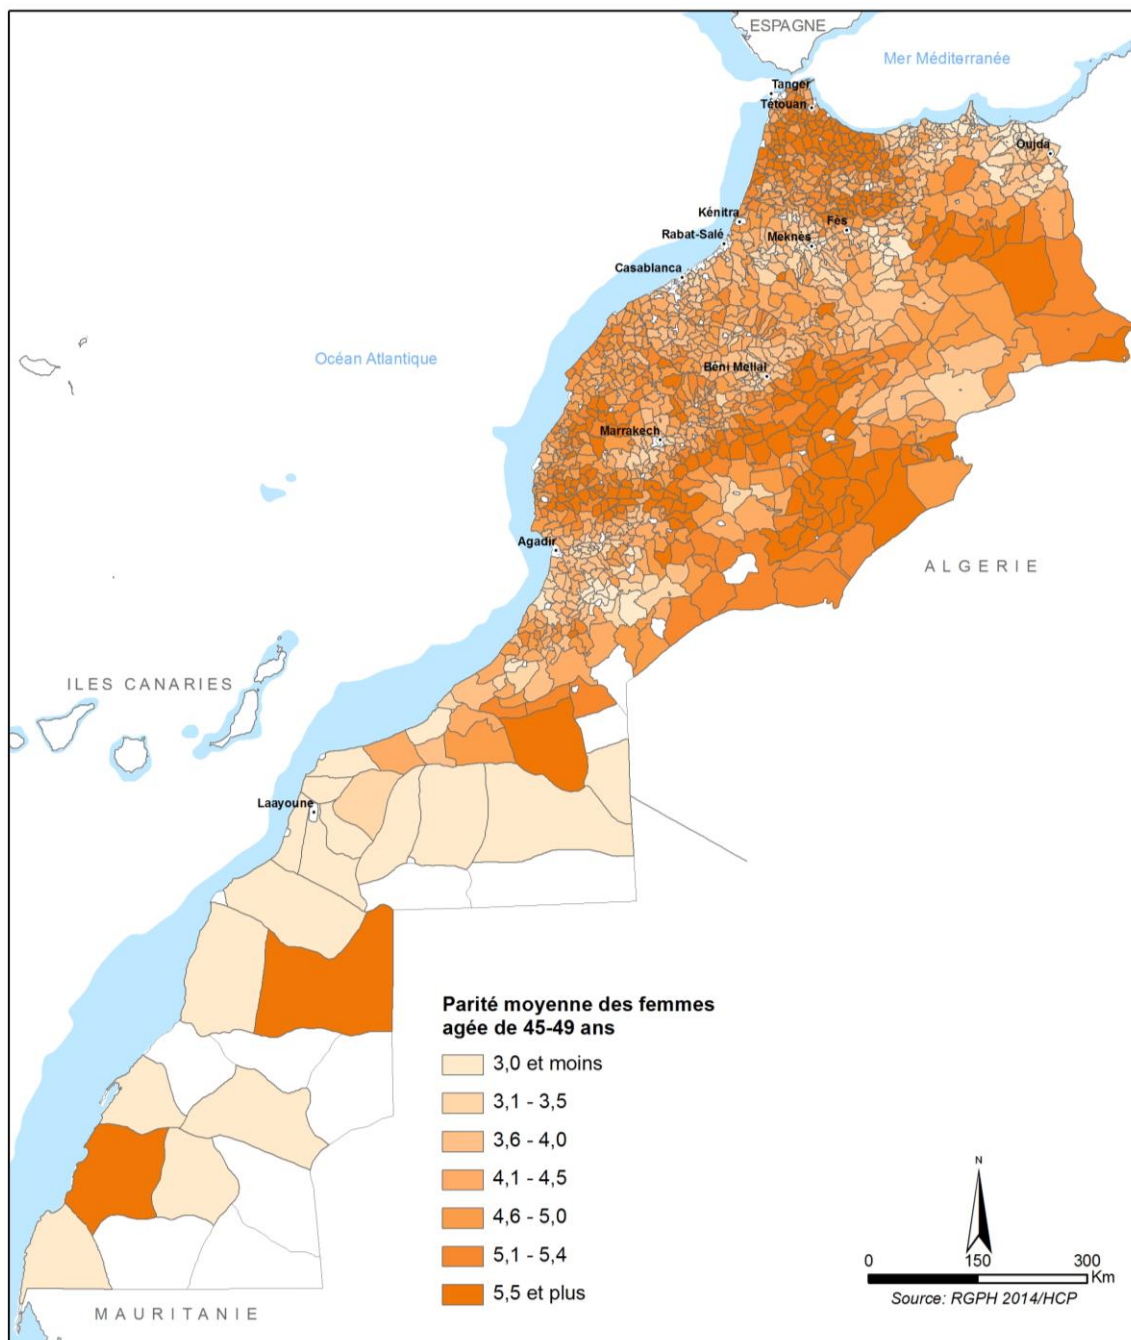 ESPAGNE
Mer Méditerranée
Tanger
Tétouan
Oujda
Kénitra
Fès
Rabat-Salé
Meknès
Casablanca
Océan Atlantique
Béni Mellal
Marrakech
Agadir
ALGERIE
ILES CANARIES
Laayoune
Parité moyenne des femmes
agée de 45-49 ans
3,0 et moins
3,1 - 3,5
3,6 - 4,0
4,1 - 4,5
4,6 - 5,0
5,1 - 5,4
5,5 et plus
N
0 150 300
Km
Source: RGPH 2014/HCP
MAURITANIE